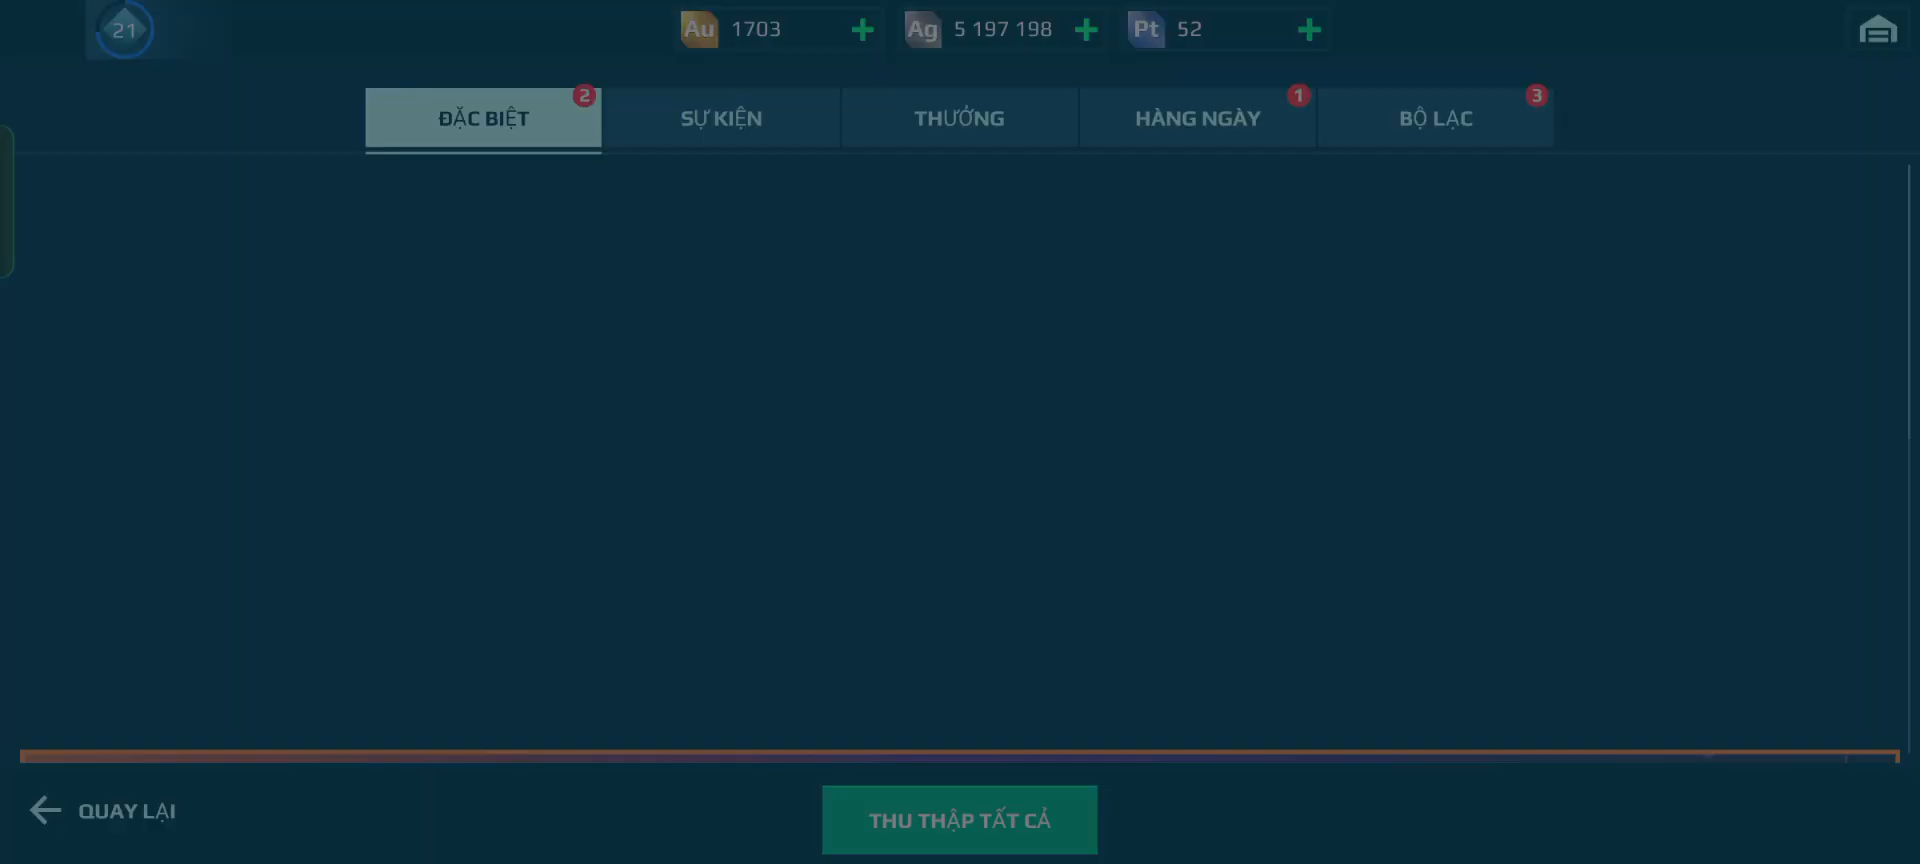 21
Au 1703
Ag 5 197 198
Pt 52
ĐẶC BIỆT 2
SỰ KIỆN
THƯỞNG
HÀNG NGÀY 1
BỘ LẠC 3
QUAY LẠI
THU THẬP TẤT CẢ